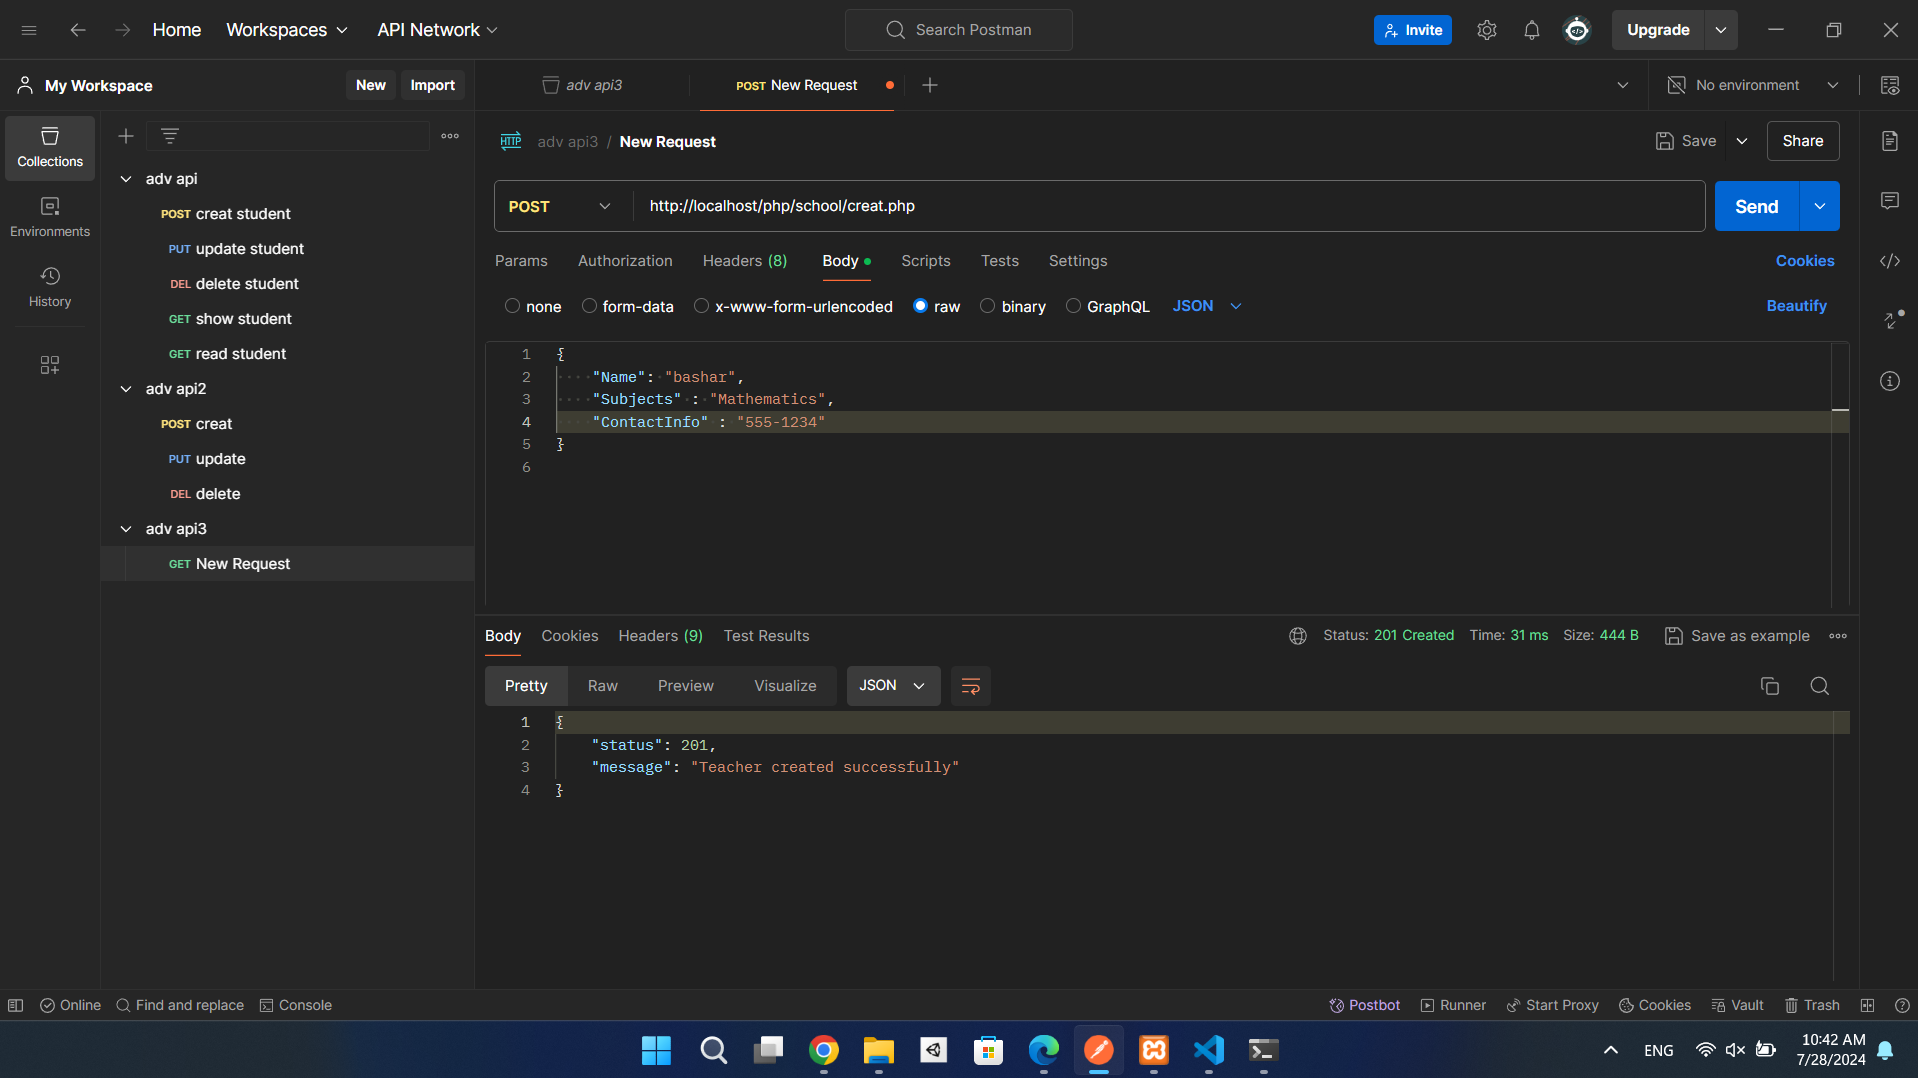 Home Workspaces API Network Search Postman Invite Upgrade
My Workspace New Import adv api3 POST New Request No environment
Collections
Environments
History
adv api
POST creat student
PUT update student
DEL delete student
GET show student
GET read student
adv api2
POST creat
PUT update
DEL delete
adv api3
GET New Request
HTTP adv api3 / New Request Save Share
POST http://localhost/php/school/creat.php Send
Params Authorization Headers (8) Body Scripts Tests Settings Cookies
none form-data x-www-form-urlencoded raw binary GraphQL JSON Beautify
1 {
2 "Name": "bashar",
3 "Subjects" : "Mathematics",
4 "ContactInfo" : "555-1234"
5 }
6
Body Cookies Headers (9) Test Results Status: 201 Created Time: 31 ms Size: 444 B Save as example
Pretty Raw Preview Visualize JSON
1 {
2 "status": 201,
3 "message": "Teacher created successfully"
4 }
Online Find and replace Console Postbot Runner Start Proxy Cookies Vault Trash
ENG 10:42 AM
7/28/2024